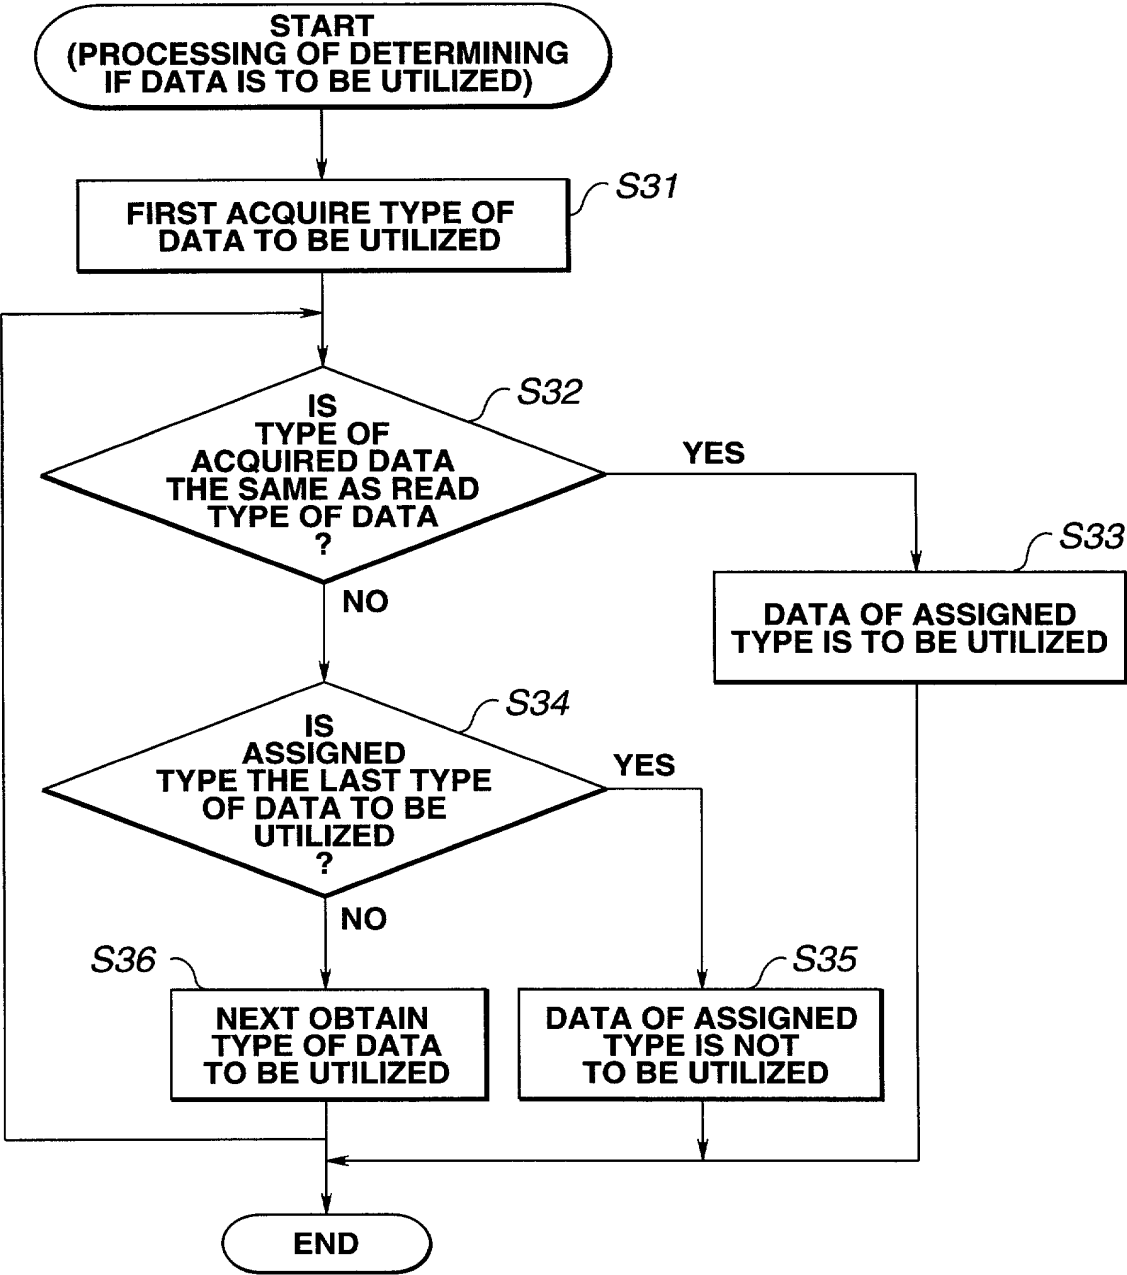 START
(PROCESSING OF DETERMINING
IF DATA IS TO BE UTILIZED)
S31
FIRST ACQUIRE TYPE OF
DATA TO BE UTILIZED
S32
IS
TYPE OF
ACQUIRED DATA
THE SAME AS READ
TYPE OF DATA
?
YES
NO
S33
DATA OF ASSIGNED
TYPE IS TO BE UTILIZED
S34
IS
ASSIGNED
TYPE THE LAST TYPE
OF DATA TO BE
UTILIZED
?
YES
NO
S36
NEXT OBTAIN
TYPE OF DATA
TO BE UTILIZED
S35
DATA OF ASSIGNED
TYPE IS NOT
TO BE UTILIZED
END